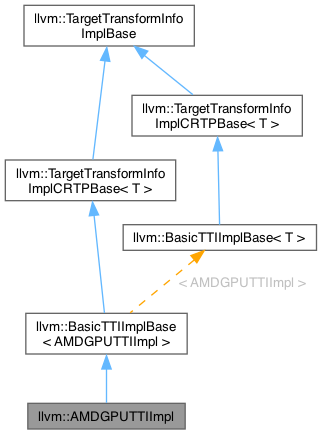 llvm::TargetTransformInfo
ImplBase
llvm::TargetTransformInfo
ImplCRTPBase< T >
llvm::TargetTransformInfo
ImplCRTPBase< T >
llvm::BasicTTIImplBase< T >
< AMDGPUTTIImpl >
llvm::BasicTTIImplBase
< AMDGPUTTIImpl >
llvm::AMDGPUTTIImpl